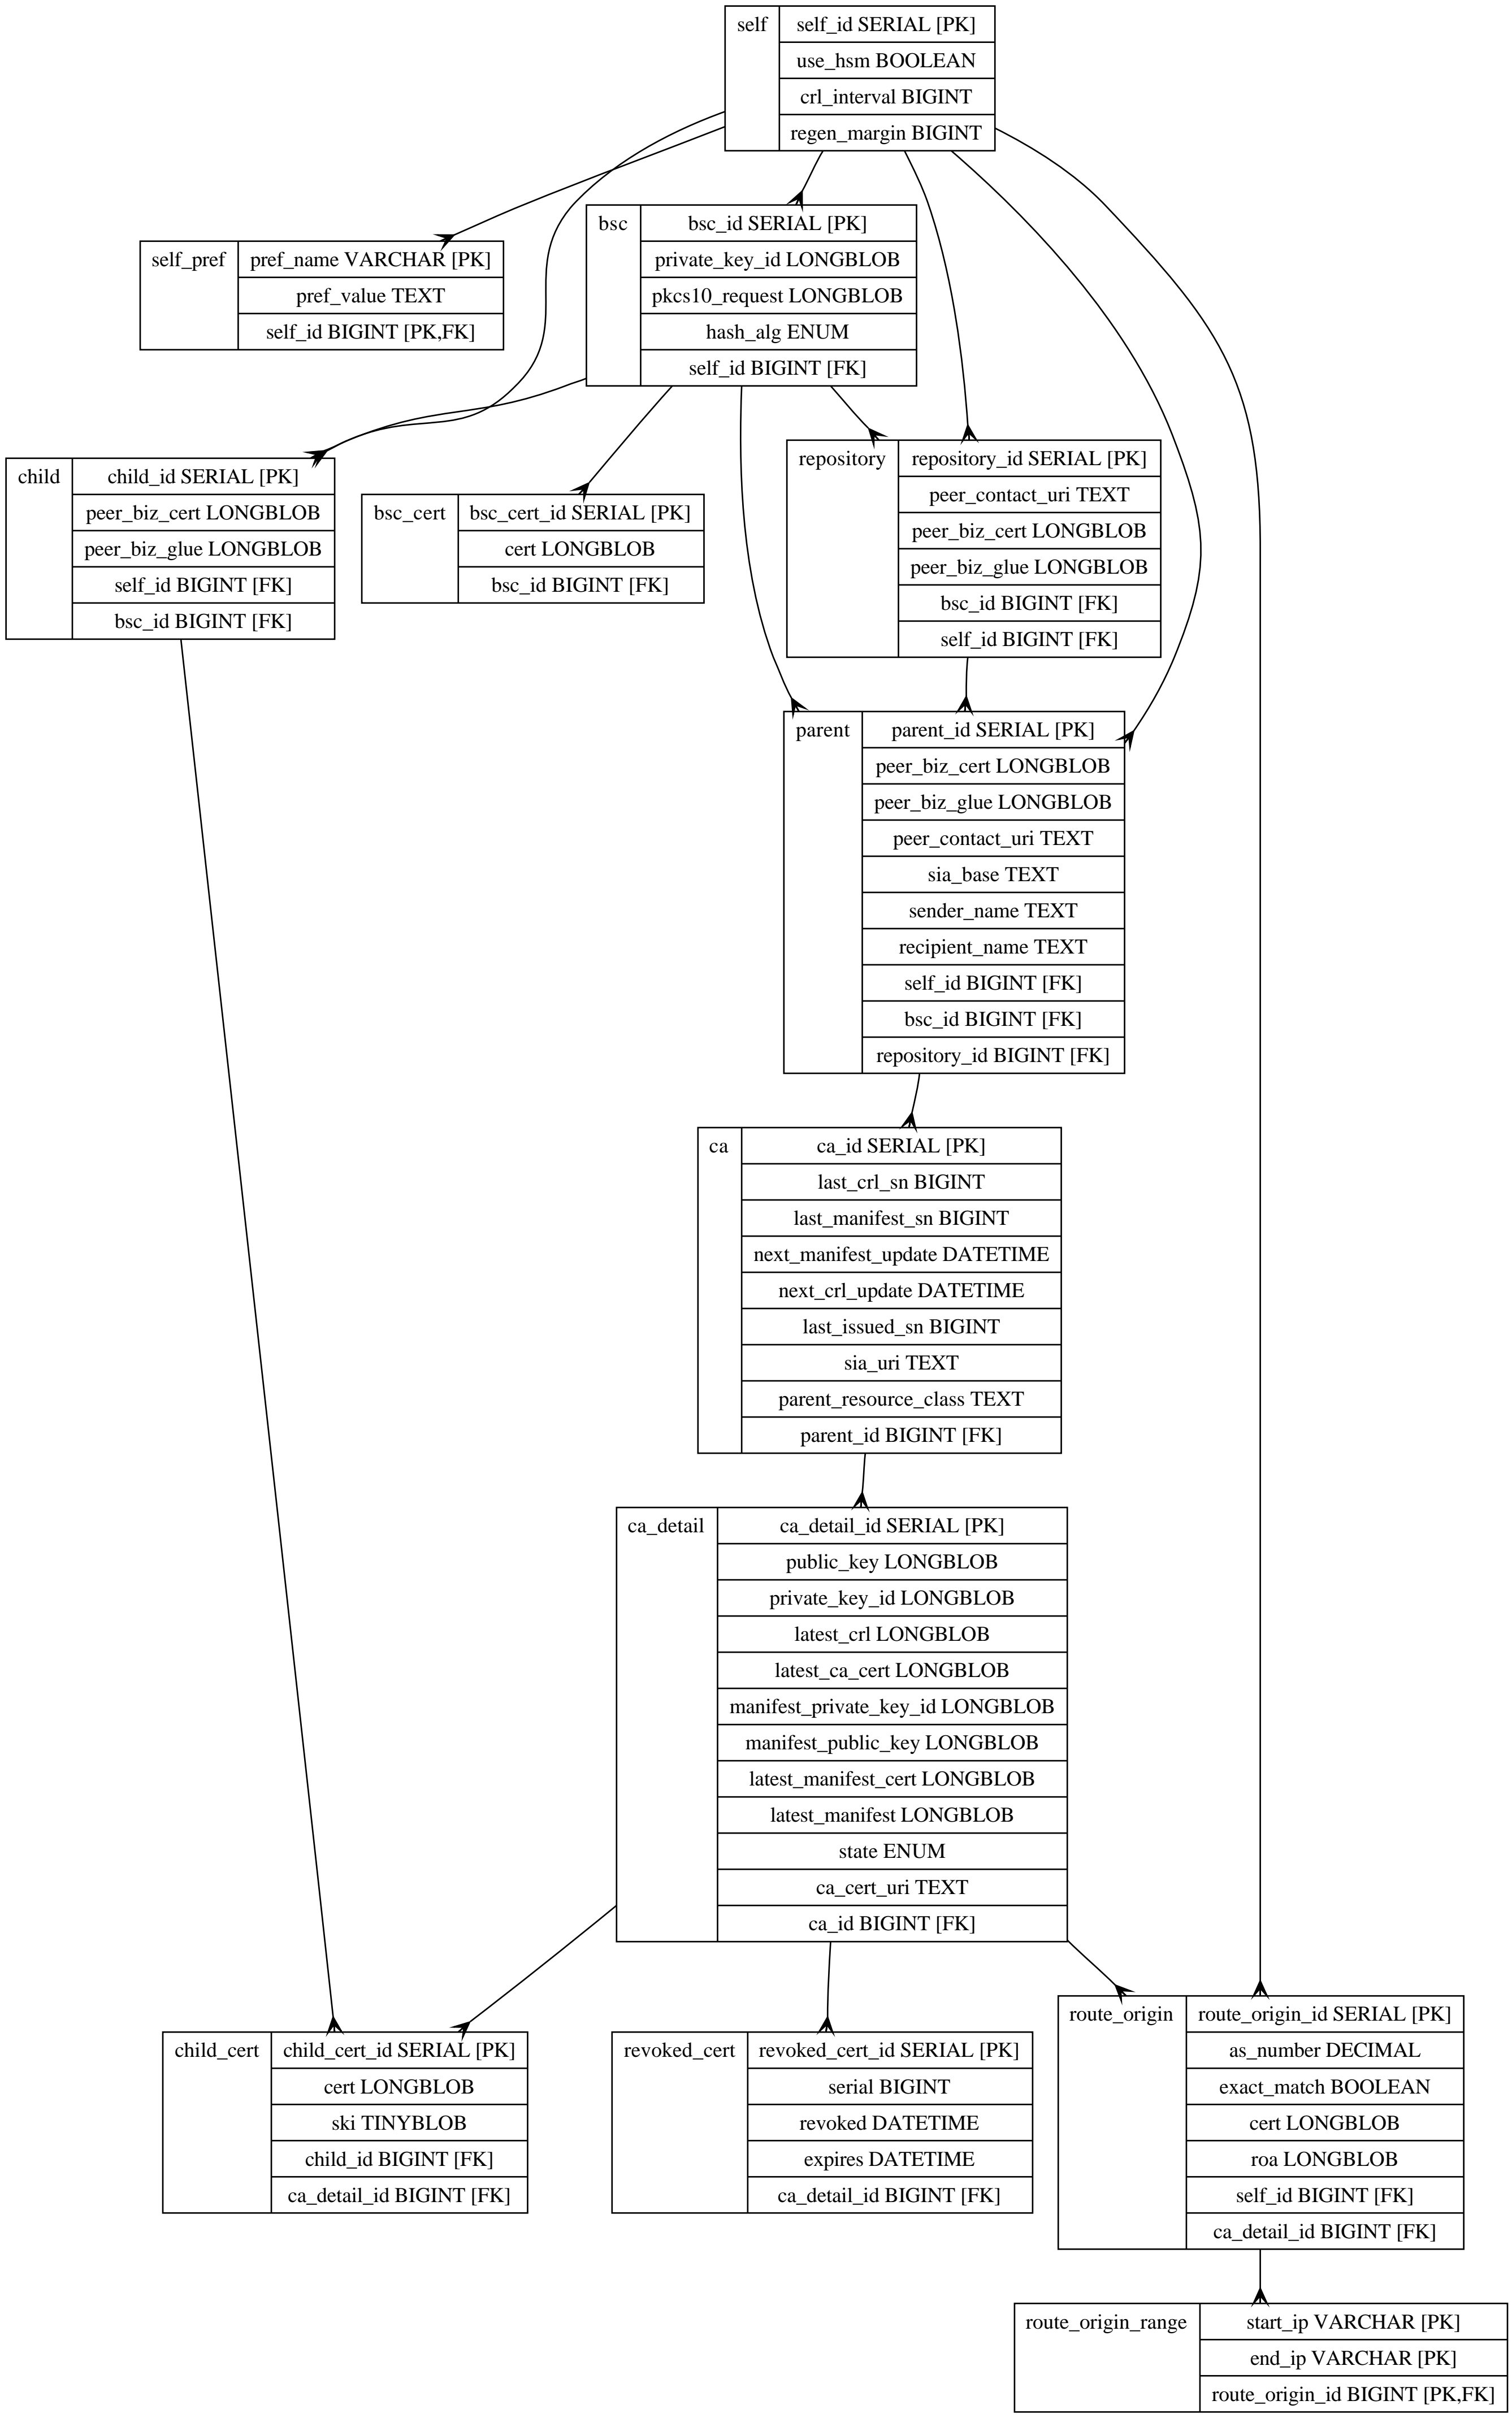 self
self_id SERIAL [PK]
use_hsm BOOLEAN
crl_interval BIGINT
regen_margin BIGINT
self_pref
pref_name VARCHAR [PK]
pref_value TEXT
self_id BIGINT [PK,FK]
bsc
bsc_id SERIAL [PK]
private_key_id LONGBLOB
pkcs10_request LONGBLOB
hash_alg ENUM
self_id BIGINT [FK]
child
child_id SERIAL [PK]
peer_biz_cert LONGBLOB
peer_biz_glue LONGBLOB
self_id BIGINT [FK]
bsc_id BIGINT [FK]
bsc_cert
bsc_cert_id SERIAL [PK]
cert LONGBLOB
bsc_id BIGINT [FK]
repository
repository_id SERIAL [PK]
peer_contact_uri TEXT
peer_biz_cert LONGBLOB
peer_biz_glue LONGBLOB
bsc_id BIGINT [FK]
self_id BIGINT [FK]
parent
parent_id SERIAL [PK]
peer_biz_cert LONGBLOB
peer_biz_glue LONGBLOB
peer_contact_uri TEXT
sia_base TEXT
sender_name TEXT
recipient_name TEXT
self_id BIGINT [FK]
bsc_id BIGINT [FK]
repository_id BIGINT [FK]
ca
ca_id SERIAL [PK]
last_crl_sn BIGINT
last_manifest_sn BIGINT
next_manifest_update DATETIME
next_crl_update DATETIME
last_issued_sn BIGINT
sia_uri TEXT
parent_resource_class TEXT
parent_id BIGINT [FK]
ca_detail
ca_detail_id SERIAL [PK]
public_key LONGBLOB
private_key_id LONGBLOB
latest_crl LONGBLOB
latest_ca_cert LONGBLOB
manifest_private_key_id LONGBLOB
manifest_public_key LONGBLOB
latest_manifest_cert LONGBLOB
latest_manifest LONGBLOB
state ENUM
ca_cert_uri TEXT
ca_id BIGINT [FK]
child_cert
child_cert_id SERIAL [PK]
cert LONGBLOB
ski TINYBLOB
child_id BIGINT [FK]
ca_detail_id BIGINT [FK]
revoked_cert
revoked_cert_id SERIAL [PK]
serial BIGINT
revoked DATETIME
expires DATETIME
ca_detail_id BIGINT [FK]
route_origin
route_origin_id SERIAL [PK]
as_number DECIMAL
exact_match BOOLEAN
cert LONGBLOB
roa LONGBLOB
self_id BIGINT [FK]
ca_detail_id BIGINT [FK]
route_origin_range
start_ip VARCHAR [PK]
end_ip VARCHAR [PK]
route_origin_id BIGINT [PK,FK]